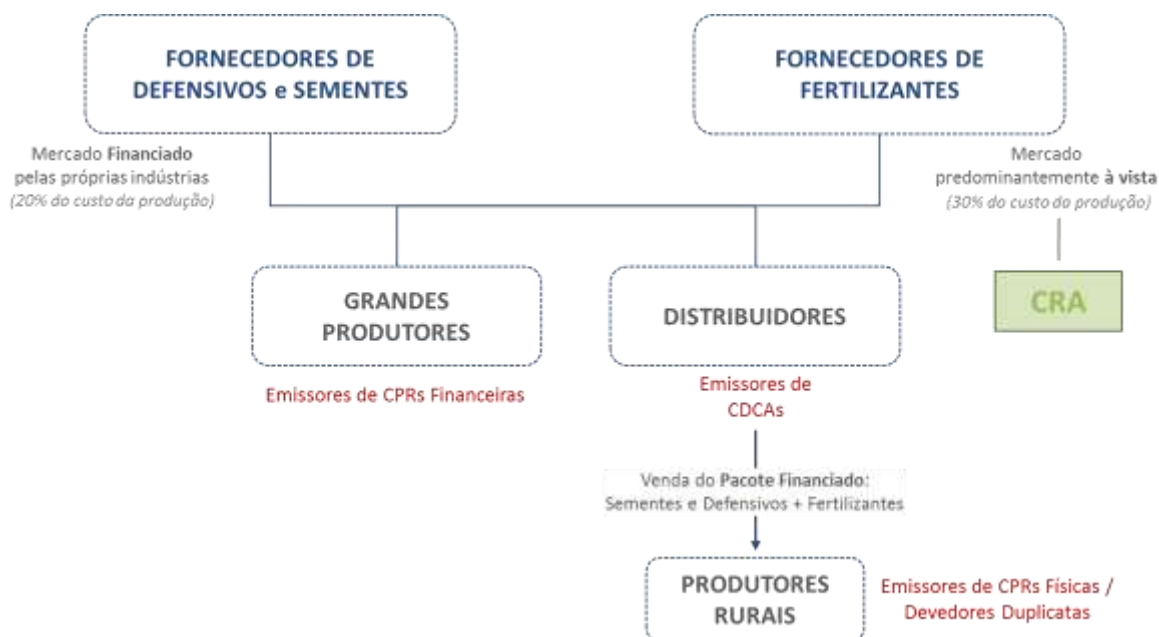 FORNECEDORES DE
DEFENSIVOS e SEMENTES
FORNECEDORES DE
FERTILIZANTES
Mercado Financiado
pelas próprias indústrias
(20% do custo da produção)
Mercado
predominantemente à vista
(30% do custo da produção)
GRANDES
PRODUTORES
DISTRIBUIDORES
CRA
Emissores de CPRs Financeiras
Emissores de
CDCAs
Venda do Pacote Financiado:
Sementes e Defensivos + Fertilizantes
PRODUTORES
RURAIS
Emissores de CPRs Físicas /
Devedores Duplicatas